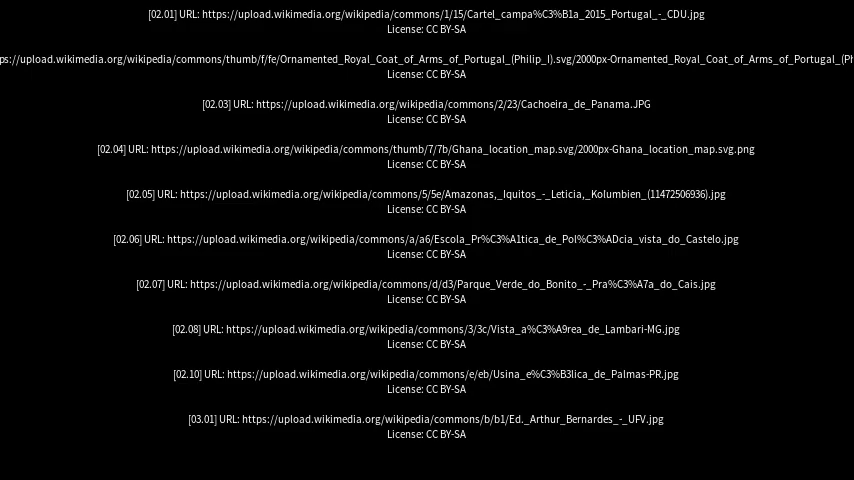 [02.01] URL: https://upload.wikimedia.org/wikipedia/commons/1/15/Cartel_campa%C3%B1a_2015_Portugal_-_CDU.jpg
License: CC BY-SA
ps://upload.wikimedia.org/wikipedia/commons/thumb/f/fe/Ornamented_Royal_Coat_of_Arms_of_Portugal_(Philip_I).svg/2000px-Ornamented_Royal_Coat_of_Arms_of_Portugal_(Ph
License: CC BY-SA
[02.03] URL: https://upload.wikimedia.org/wikipedia/commons/2/23/Cachoeira_de_Panama.JPG
License: CC BY-SA
[02.04] URL: https://upload.wikimedia.org/wikipedia/commons/thumb/7/7b/Ghana_location_map.svg/2000px-Ghana_location_map.svg.png
License: CC BY-SA
[02.05] URL: https://upload.wikimedia.org/wikipedia/commons/5/5e/Amazonas,_Iquitos_-_Leticia,_Kolumbien_(11472506936).jpg
License: CC BY-SA
[02.06] URL: https://upload.wikimedia.org/wikipedia/commons/a/a6/Escola_Pr%C3%A1tica_de_Pol%C3%ADcia_vista_do_Castelo.jpg
License: CC BY-SA
[02.07] URL: https://upload.wikimedia.org/wikipedia/commons/d/d3/Parque_Verde_do_Bonito_-_Pra%C3%A7a_do_Cais.jpg
License: CC BY-SA
[02.08] URL: https://upload.wikimedia.org/wikipedia/commons/3/3c/Vista_a%C3%A9rea_de_Lambari-MG.jpg
License: CC BY-SA
[02.10] URL: https://upload.wikimedia.org/wikipedia/commons/e/eb/Usina_e%C3%B3lica_de_Palmas-PR.jpg
License: CC BY-SA
[03.01] URL: https://upload.wikimedia.org/wikipedia/commons/b/b1/Ed._Arthur_Bernardes_-_UFV.jpg
License: CC BY-SA